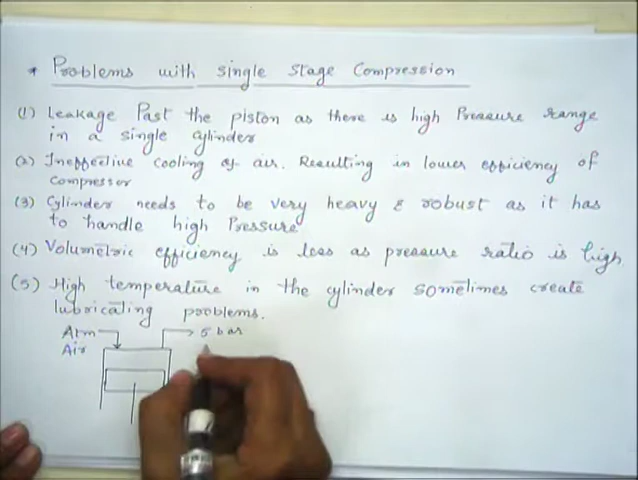 * Problems with single stage Compression
(1) Leakage Past the piston as there is high Pressure range
in a single cylinder
(2) Ineffective cooling of air. Resulting in lower efficiency of
compressor
(3) Cylinder needs to be very heavy & robust as it has
to handle high Pressure
(4) Volumetric efficiency is less as pressure ratio is high.
(5) High temperature in the cylinder sometimes create
lubricating problems.
Atm 5 bar
Air